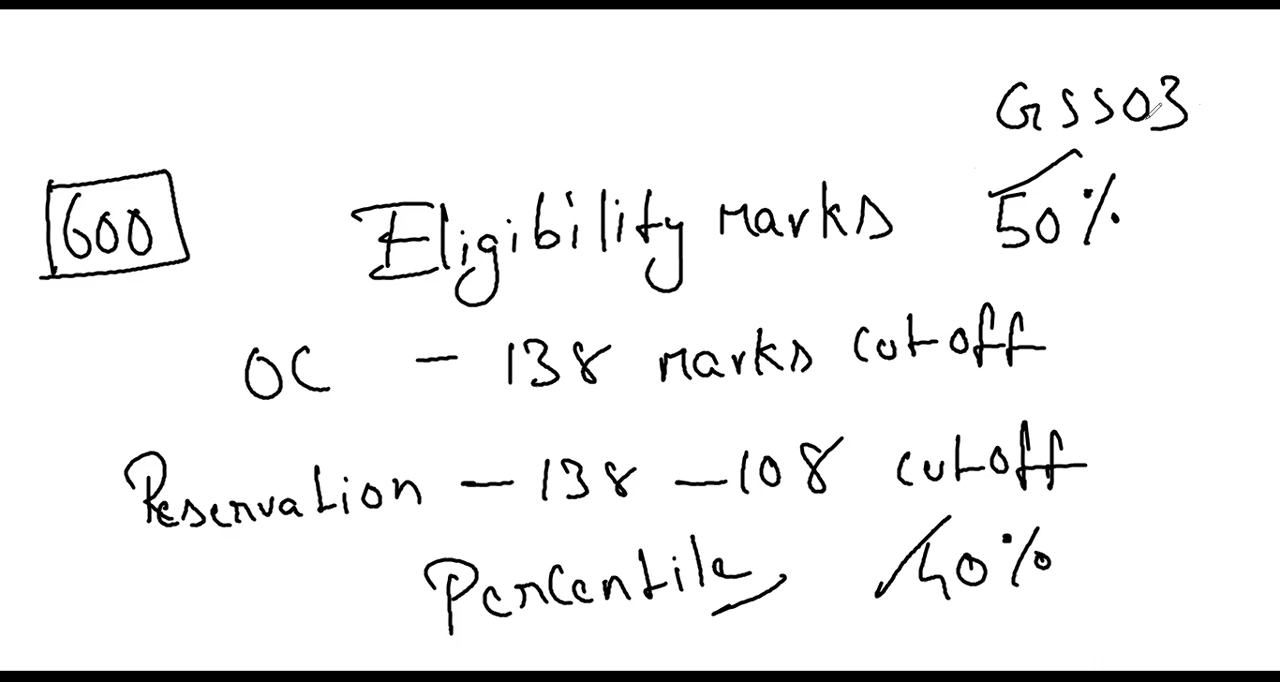 GSS03
600 Eligibility marks 50%
OC - 138 marks cutoff
Reservation - 138 - 108 cutoff
Percentile, 40%